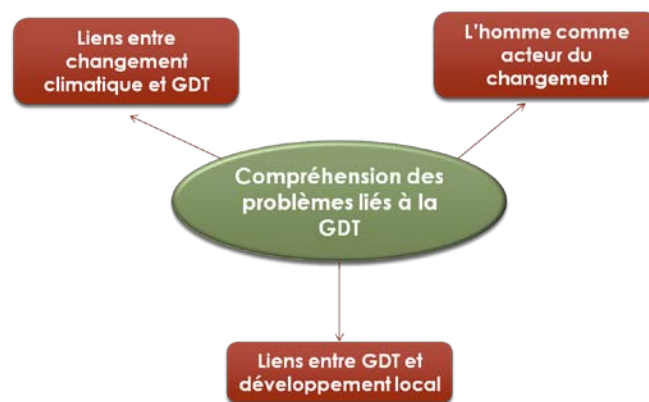 Liens entre
changement
climatique et GDT
L'homme comme
acteur du
changement
Compréhension des
problèmes liés à la
GDT
Liens entre GDT et
développement local